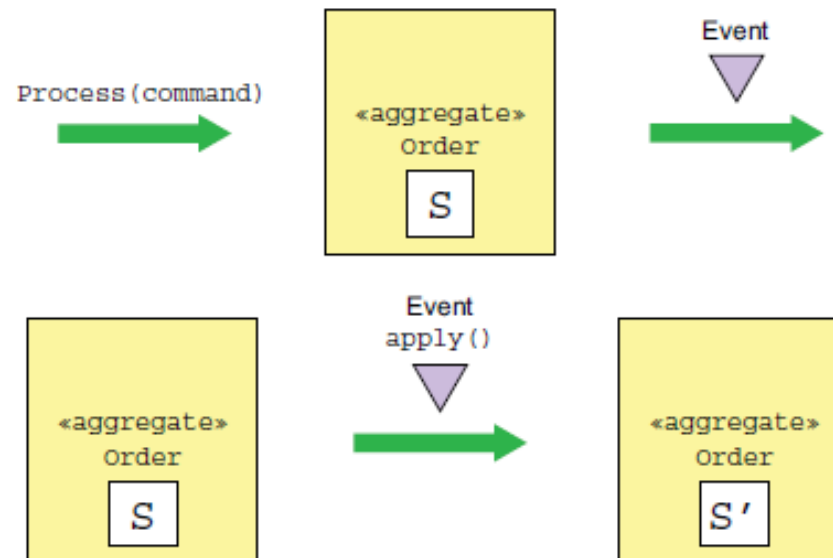 Event
Process(command)
«aggregate»
Order
S
Event
apply()
«aggregate»
Order
S
«aggregate»
Order
S'